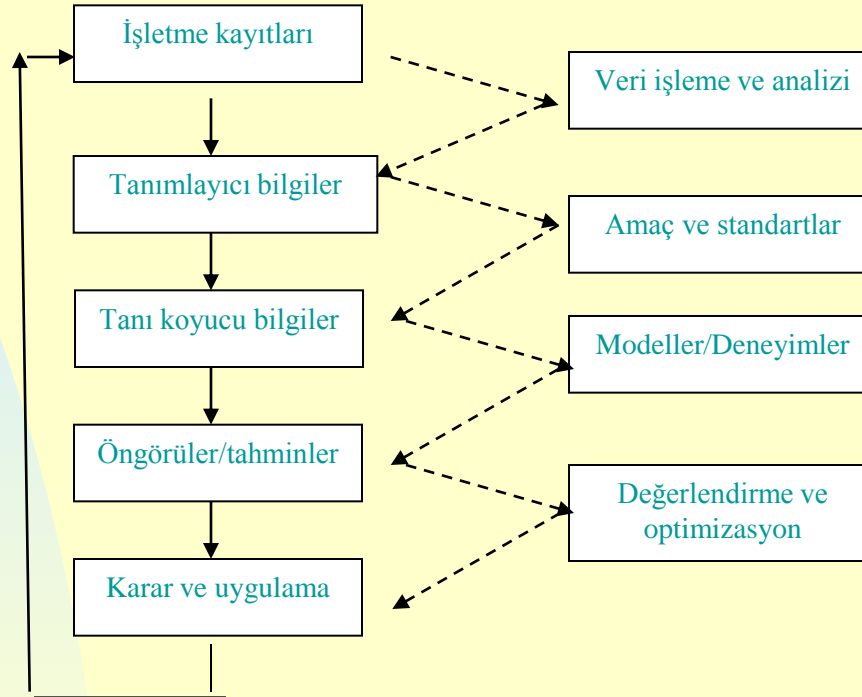 İşletme kayıtları
Veri işleme ve analizi
Tanımlayıcı bilgiler
Amaç ve standartlar
Tanı koyucu bilgiler
Modeller/Deneyimler
Öngörüler/tahminler
Değerlendirme ve
optimizasyon
Karar ve uygulama